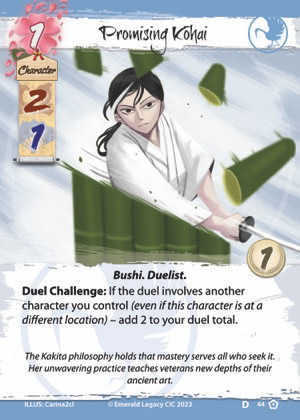 Promising Kohai
1
Character
2
1
1
Bushi. Duelist.
Duel Challenge: If the duel involves another
character you control (even if this character is at a
different location) – add 2 to your duel total.
The Kakita philosophy holds that mastery serves all who seek it.
Her unwavering practice teaches veterans new depths of their
ancient art.
ILLUS: Carina2cl © Emerald Legacy CIC 2023 D 44